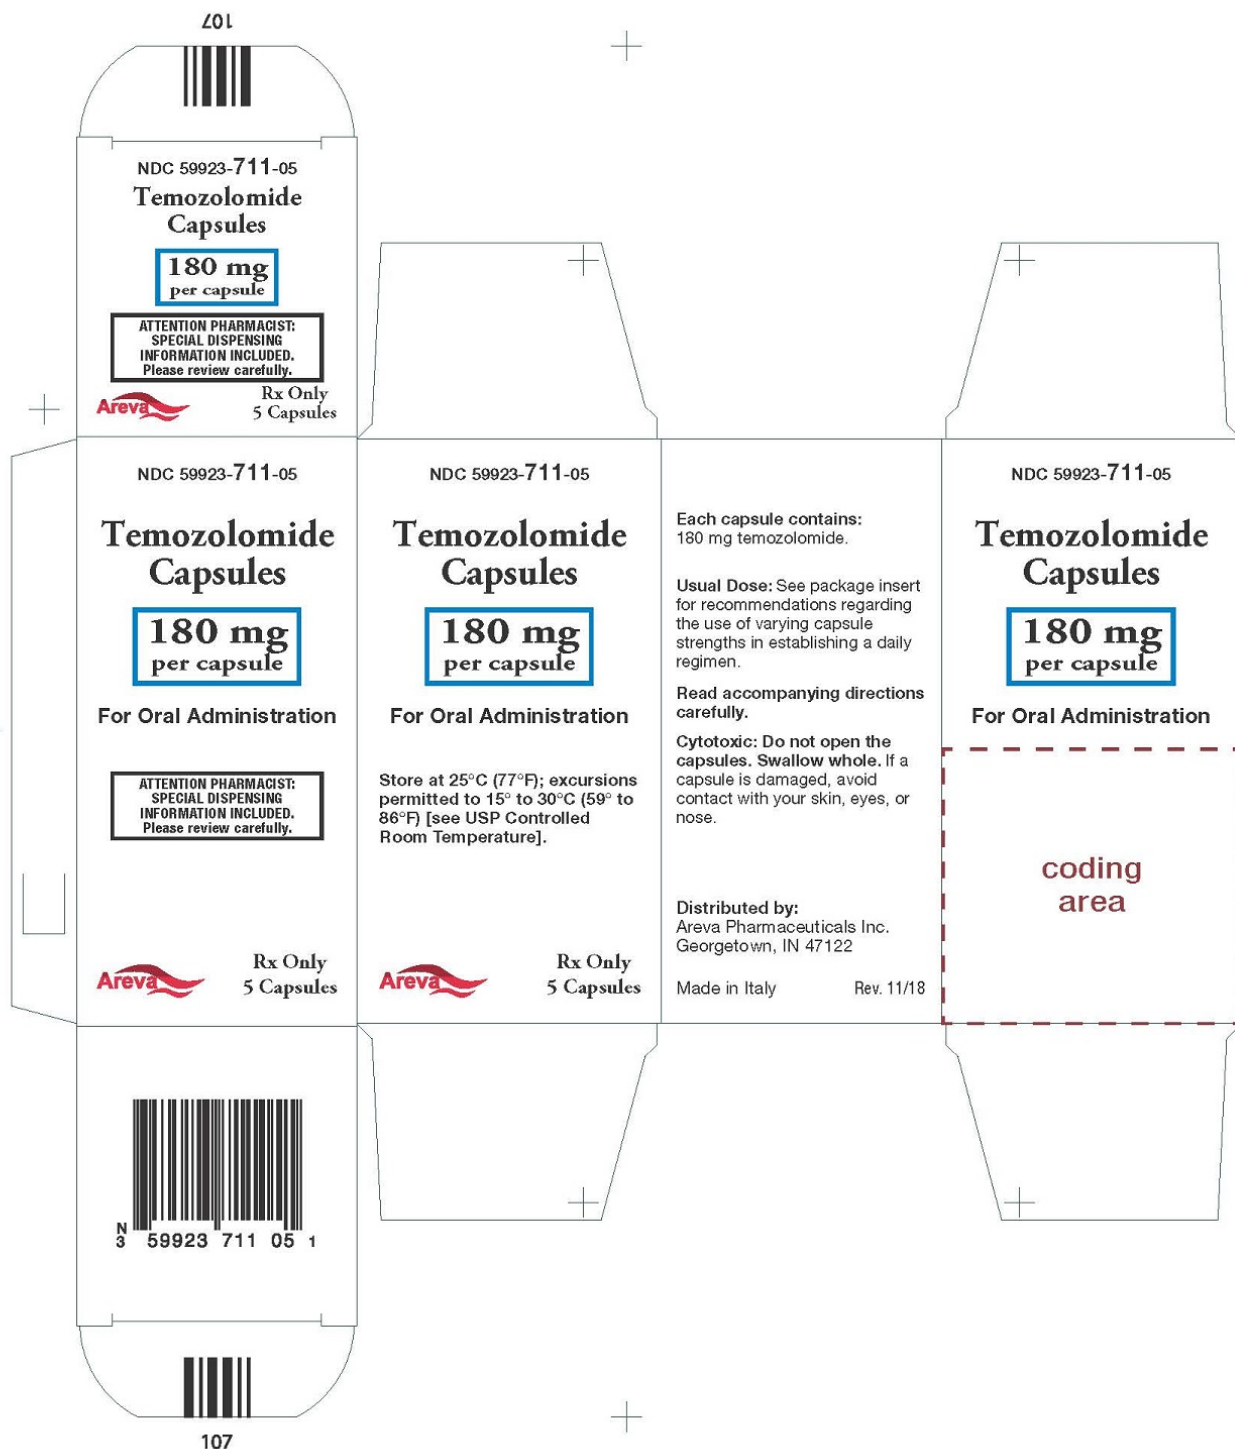 107
NDC 59923-711-05
Temozolomide
Capsules
180 mg
per capsule
ATTENTION PHARMACIST:
SPECIAL DISPENSING
INFORMATION INCLUDED.
Please review carefully.
Areva
Rx Only
5 Capsules
NDC 59923-711-05
Temozolomide
Capsules
180 mg
per capsule
For Oral Administration
ATTENTION PHARMACIST:
SPECIAL DISPENSING
INFORMATION INCLUDED.
Please review carefully.
Areva
Rx Only
5 Capsules
NDC 59923-711-05
Temozolomide
Capsules
180 mg
per capsule
For Oral Administration
Store at 25°C (77°F); excursions
permitted to 15° to 30°C (59° to
86°F) [see USP Controlled
Room Temperature].
Areva
Rx Only
5 Capsules
Each capsule contains:
180 mg temozolomide.
Usual Dose: See package insert
for recommendations regarding
the use of varying capsule
strengths in establishing a daily
regimen.
Read accompanying directions
carefully.
Cytotoxic: Do not open the
capsules. Swallow whole. If a
capsule is damaged, avoid
contact with your skin, eyes, or
nose.
Distributed by:
Areva Pharmaceuticals Inc.
Georgetown, IN 47122
Made in Italy Rev. 11/18
NDC 59923-711-05
Temozolomide
Capsules
180 mg
per capsule
For Oral Administration
coding
area
N
3 59923 711 05 1
107